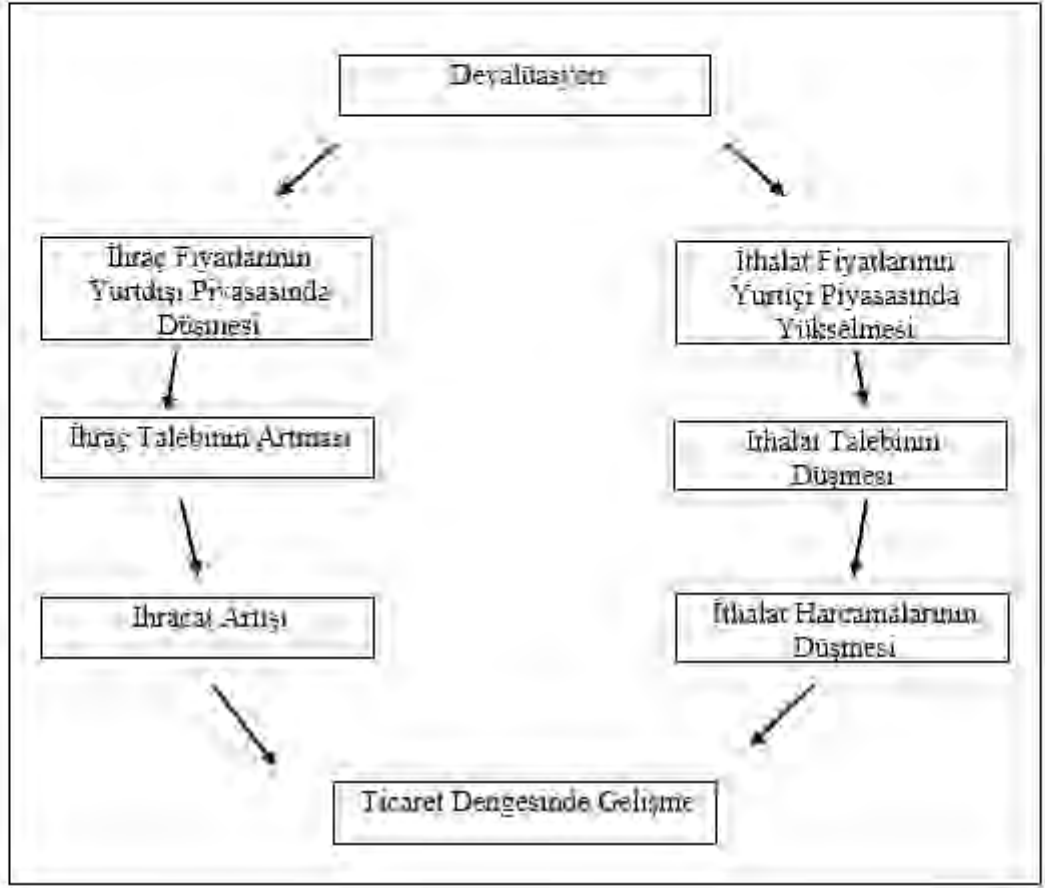 Devalüasyon
İhraç Fiyatlarının
Yurtdışı Piyasasında
Düşmesi
İthalat Fiyatlarının
Yurtiçi Piyasasında
Yükselmesi
İhraç Talebinin Artması
İthalat Talebinin
Düşmesi
İhracat Artışı
İthalat Harcamalarının
Düşmesi
Ticaret Dengesinde Gelişme